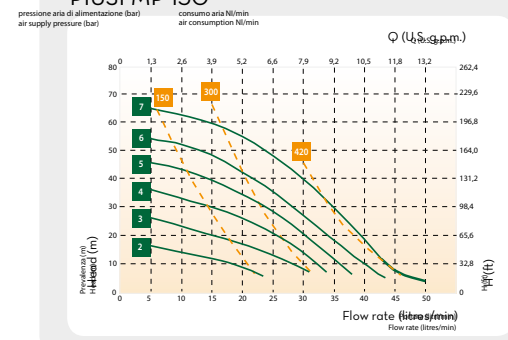 PIUSI MP 130
pressione aria di alimentazione (bar)
air supply pressure (bar)
consumo aria Nl/min
air consumption Nl/min
Q (U.S. g.p.m.)
0 1,3 2,6 3,9 5,2 6,6 7,9 9,2 10,5 11,8 13,2
80 262,4
70 229,6
60 196,8
50 164,0
40 131,2
30 98,4
20 65,6
10 32,8
0 0
7
6
5
4
3
2
150
300
420
Prevalenza (m)
Head (m)
H (ft)
5 10 15 20 25 30 35 40 45 50
Flow rate (litres/min)
Flow rate (litres/min)